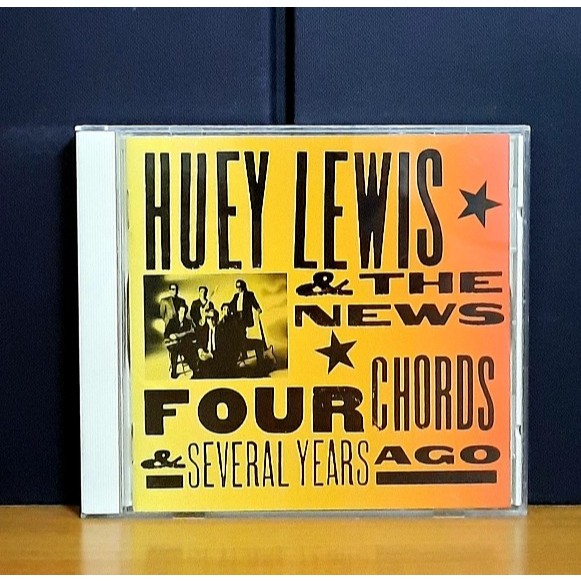 HUEY LEWIS
& THE
NEWS
FOUR CHORDS
& SEVERAL YEARS AGO